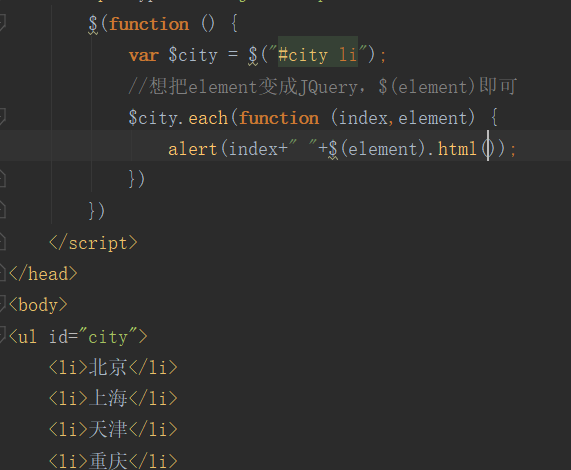 $(function () {
var $city = $("#city li");
//想把element变成JQuery，$(element)即可
$city.each(function (index,element) {
alert(index+" "+$(element).html());
})
})
</script>
</head>
<body>
<ul id="city">
<li>北京</li>
<li>上海</li>
<li>天津</li>
<li>重庆</li>